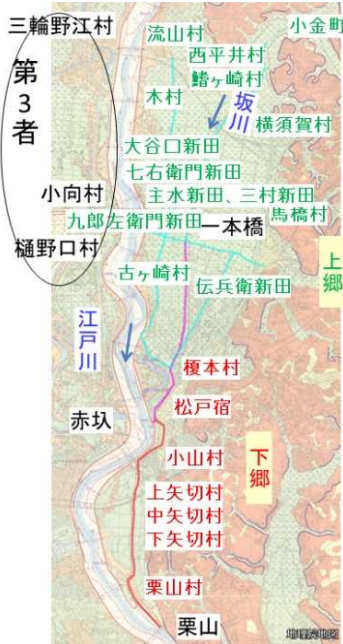 三輪野江村
流山村
小金町
西平井村
鰭ヶ崎村
第3者
木村
坂川
横須賀村
大谷口新田
七右衛門新田
小向村
主水新田、三村新田
九郎左衛門新田
一本橋
馬橋村
樋野口村
古ヶ崎村
伝兵衛新田
上郷
江戸川
榎本村
松戸宿
赤圦
小山村
下郷
上矢切村
中矢切村
下矢切村
栗山村
栗山
地理院地図